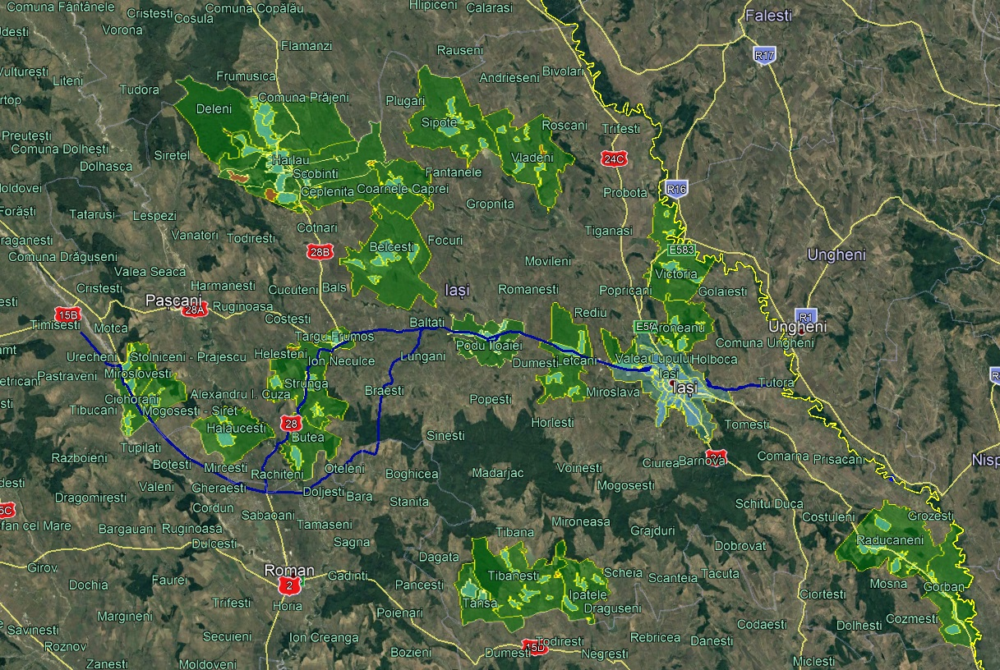 Comuna Fântânele
Cristesti
Comuna Copălău
Hlipiceni
Calarasi
Cosula
Falesti
Vorona
Flamanzi
Rauseni
R17
Liteni
Frumusica
Andrieseni
Bivolari
Tudora
Comuna Prăjeni
Plugari
Deleni
Sipote
Roscani
Trifesti
Preutești
Comuna Dolhești
Siretel
Harlau
Vladeni
24C
Dolhasca
Scobinti
Fantanele
Ceplenita
Coarnele Caprei
Probota
R16
Gropnita
Tatarusi
Lespezi
Cotnari
Tiganasi
Vanatori
Todiresti
Focuri
Belcesti
E583
28B
Ungheni
Comuna Drăguseni
Movileni
Valea Seaca
Victoria
Cristesti
Harmanesti
Cucuteni
Bals
Iași
Romanesti
Popricani
Golaiesti
Pașcani
28A
Ruginoasa
15B
Rediu
R1
Timisesti
Motca
Costesti
Baltati
E5A
Aroneanu
Ungheni
Targu Frumos
Podu Iloaiei
Comuna Ungheni
Urecheni
Stolniceni - Prăjescu
Helesteni
Ion Neculce
Lungani
Dumesti
Letcani
Valea Lupului
Holboca
Pastraveni
Miroslovesti
Iasi
Strunga
Tutora
Iași
Braesti
Miroslava
Ciohorani
Alexandru I. Cuza
Popesti
Tibucani
Mogosesti - Siret
Halaucesti
28
Horlesti
Tomesti
Butea
Sinesti
Tupilati
Razboieni
24
Botesti
Mircesti
Oteleni
Ciurea
Barnova
Comarna
Prisacani
Rachiteni
Boghicea
Madarjac
Voinesti
Valeni
Gheraesti
Mogosesti
Doljesti
Bara
Dragomiresti
Stanita
Schitu Duca
Cordun
Sabaoani
Costuleni
Grozesti
Tamaseni
Mironeasa
Bargauani
Ruginoasa
Tibana
Grajduri
Raducaneni
Dulcesti
Sagna
Dobrovat
Dagata
Girov
Roman
Gadinti
Tibanesti
Scheia
Tacuta
Faurei
Scanteia
Dochia
2
Pancesti
Tansa
Ipatele
Mosna
Gorban
Ciortesti
Trifesti
Horia
Draguseni
Margineni
Poienari
Cozmesti
Codaesti
Dolhesti
Savinesti
Secuieni
Ion Creanga
Rebricea
Danesti
Todiresti
Roznov
15D
Bozieni
Dumesti
Negresti
Zanesti
Moldoveni
Miclesti